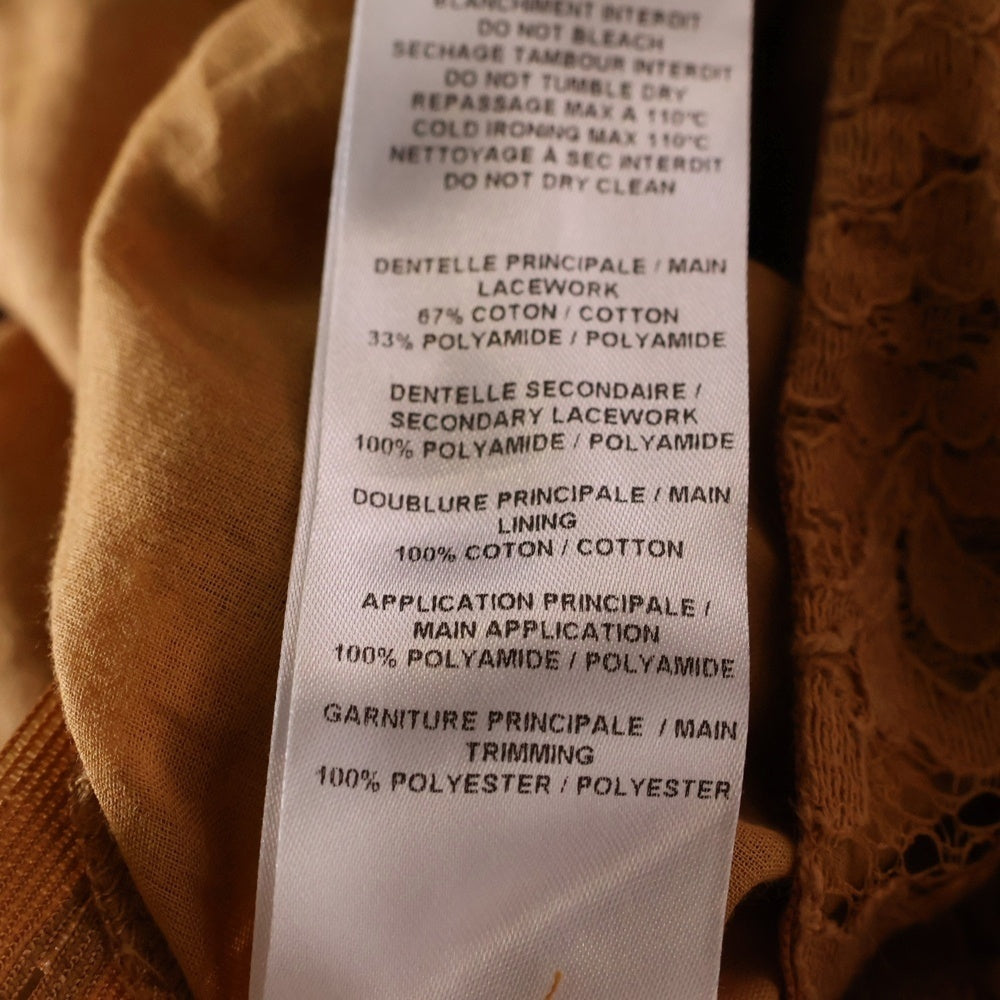 BLANCHIMENT INTERDIT
DO NOT BLEACH
SECHAGE TAMBOUR INTERDIT
DO NOT TUMBLE DRY
REPASSAGE MAX A 110°C
COLD IRONING MAX 110°C
NETTOYAGE À SEC INTERDIT
DO NOT DRY CLEAN
DENTELLE PRINCIPALE / MAIN
LACEWORK
67% COTON / COTTON
33% POLYAMIDE / POLYAMIDE
DENTELLE SECONDAIRE /
SECONDARY LACEWORK
100% POLYAMIDE / POLYAMIDE
DOUBLURE PRINCIPALE / MAIN
LINING
100% COTON / COTTON
APPLICATION PRINCIPALE /
MAIN APPLICATION
100% POLYAMIDE / POLYAMIDE
GARNITURE PRINCIPALE / MAIN
TRIMMING
100% POLYESTER / POLYESTER